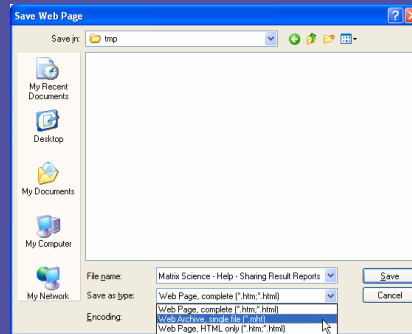 Save Web Page
Save in: tmp
My Recent
Documents
Desktop
My Documents
My Computer
My Network
File name: Matrix Science - Help - Sharing Result Reports Save
Save as type: Web Page, complete (*.htm;*.html) Cancel
Encoding: Web Page, complete (*.htm;*.html)
Web Archive, single file (*.mht)
Web Page, HTML only (*.htm;*.html)